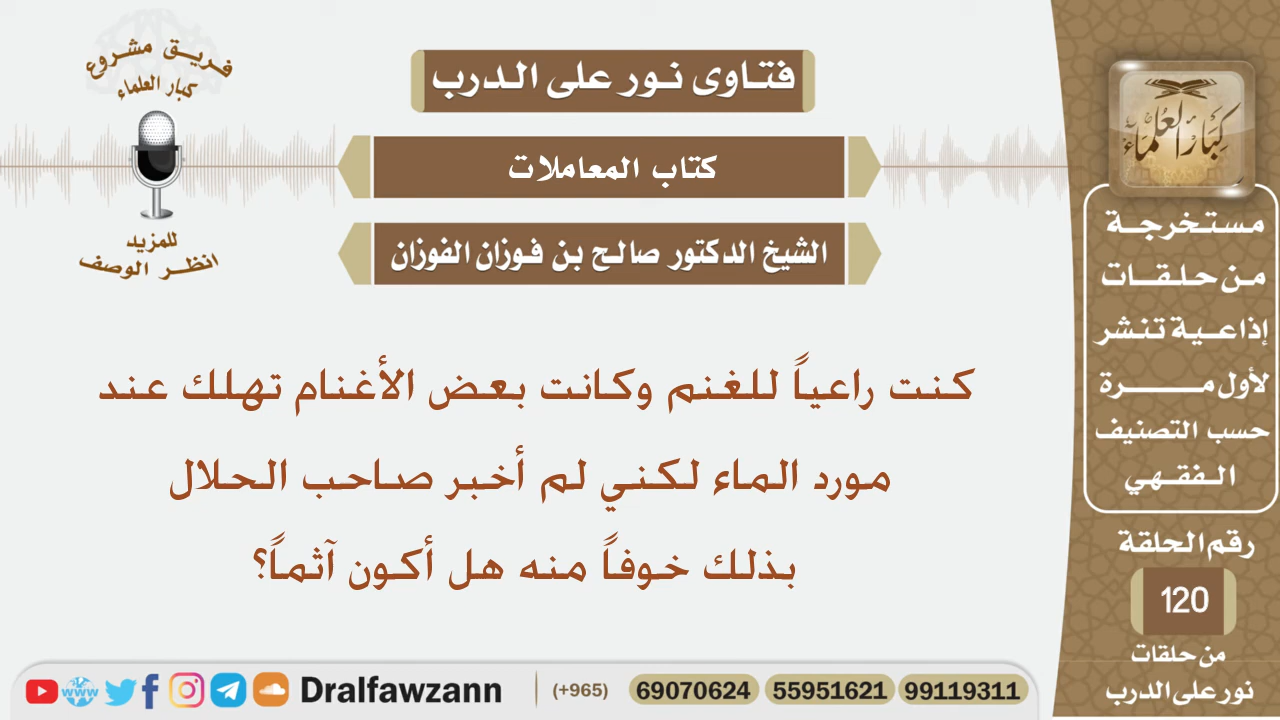 فتاوى نور على الدرب
كتاب المعاملات
الشيخ الدكتور صالح بن فوزان الفوزان
كنت راعياً للغنم وكانت بعض الأغنام تهلك عند
مورد الماء لكني لم أخبر صاحب الحلال
بذلك خوفاً منه هل أكون آثماً؟
كبار العلماء
مستخرجة
من حلقات
إذاعية تنشر
لأول مرة
حسب التصنيف
الفقهي
رقم الحلقة
120
من حلقات
نور على الدرب
فريق مشروع
كبار العلماء
للمزيد
انظر الوصف
www Dralfawzann (+965) 69070624 55951621 99119311